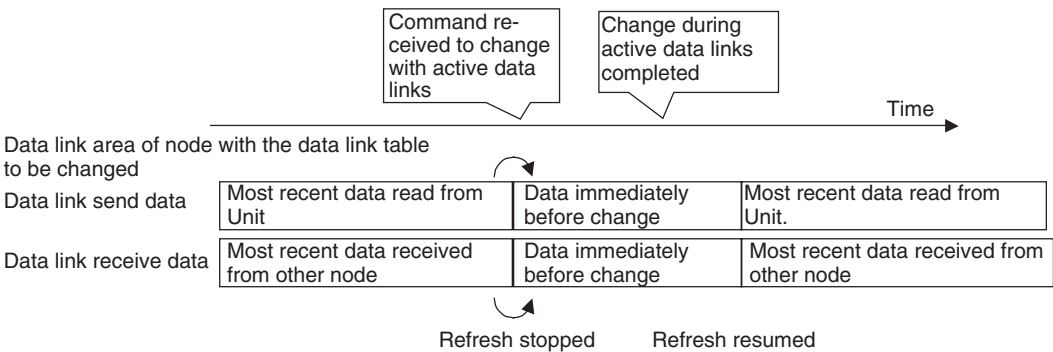 Command re-
ceived to change
with active data
links
Change during
active data links
completed
Time
Data link area of node with the data link table
to be changed
Data link send data
Most recent data read from
Unit
Data immediately
before change
Most recent data read from
Unit.
Data link receive data
Most recent data received
from other node
Data immediately
before change
Most recent data received from
other node
Refresh stopped
Refresh resumed